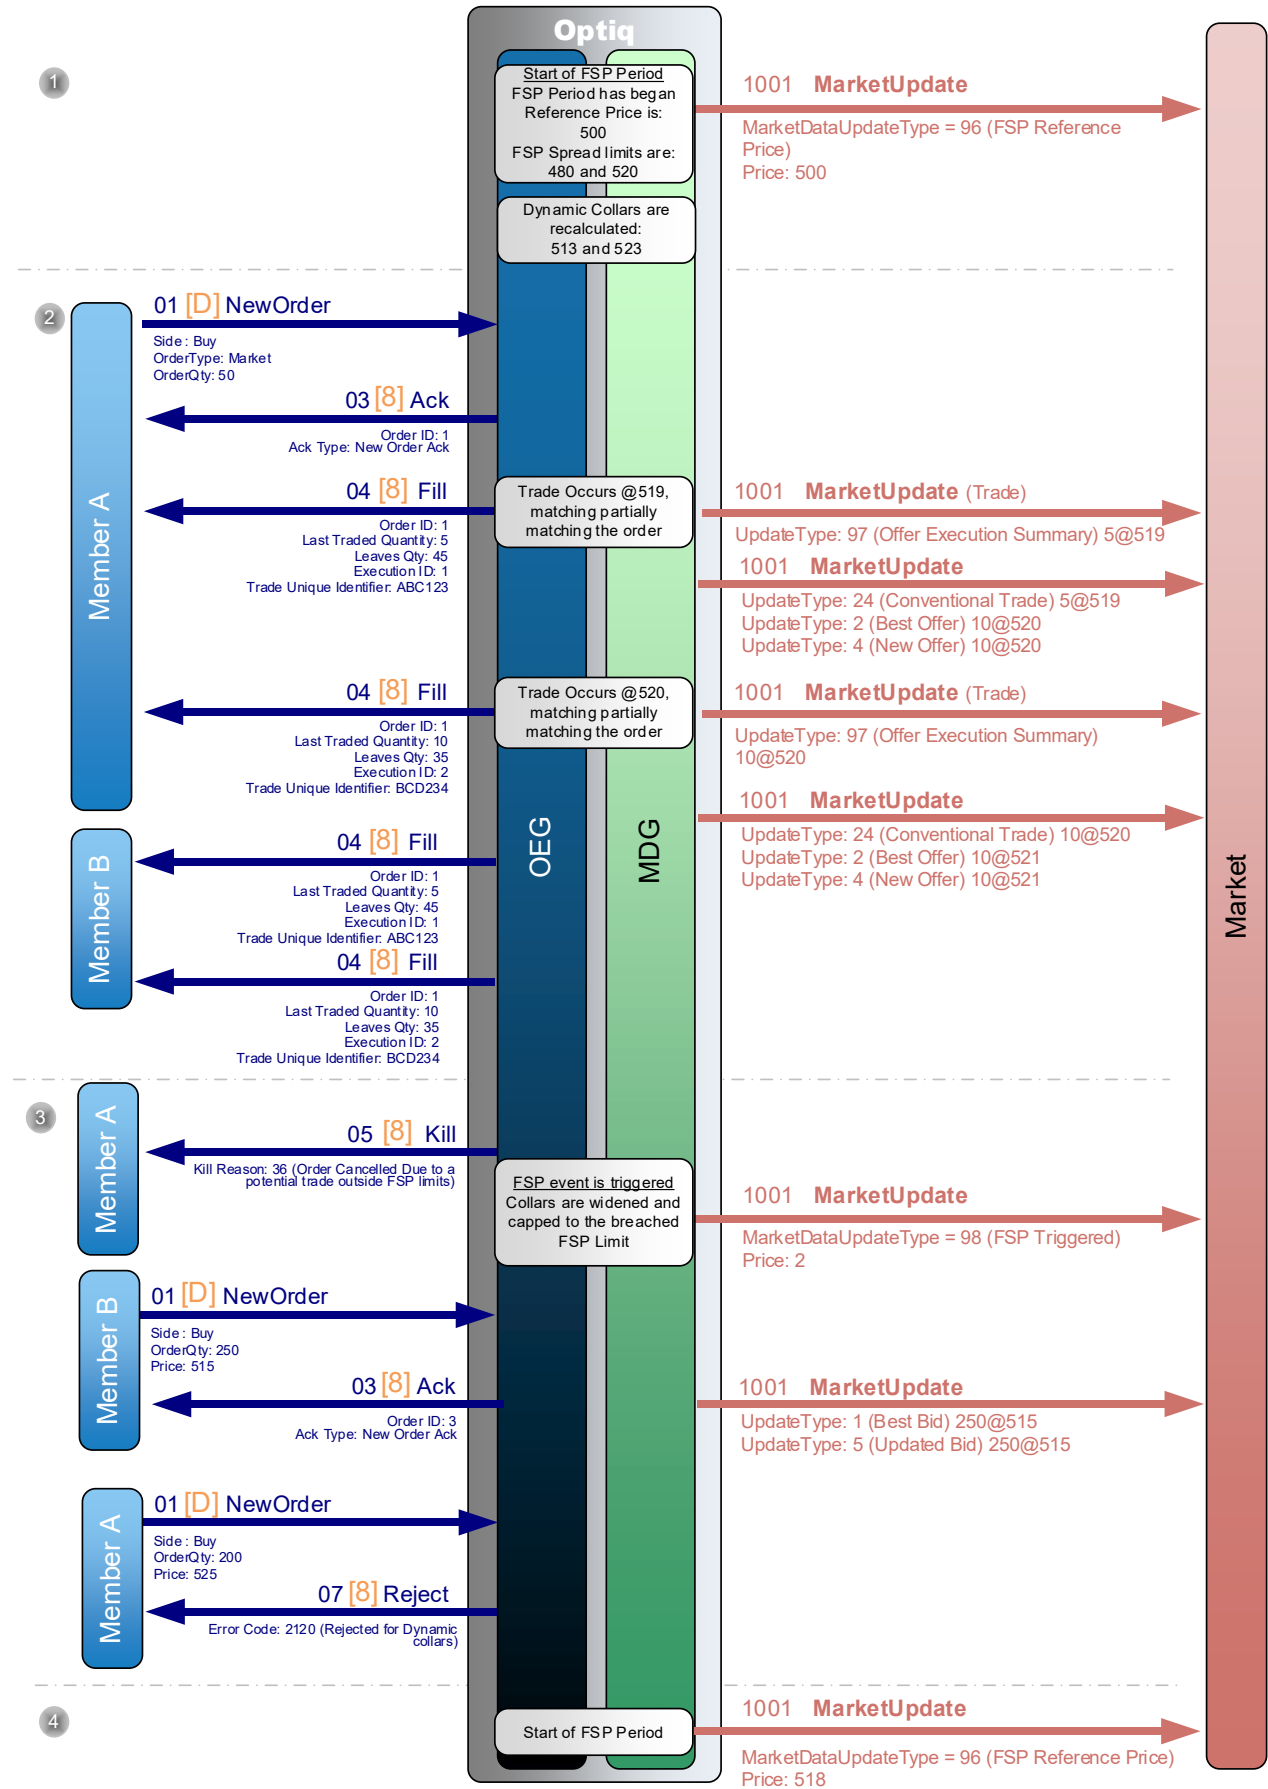 Optiq
1
Start of FSP Period
FSP Period has began
Reference Price is:
500
FSP Spread limits are:
480 and 520
1001 MarketUpdate
MarketDataUpdateType = 96 (FSP Reference
Price)
Price: 500
Dynamic Collars are
recalculated:
513 and 523
2
Member A
01 [D] NewOrder
Side : Buy
OrderType: Market
OrderQty: 50
03 [8] Ack
Order ID: 1
Ack Type: New Order Ack
04 [8] Fill
Order ID: 1
Last Traded Quantity: 5
Leaves Qty: 45
Execution ID: 1
Trade Unique Identifier: ABC123
Trade Occurs @519,
matching partially
matching the order
1001 MarketUpdate (Trade)
UpdateType: 97 (Offer Execution Summary) 5@519
1001 MarketUpdate
UpdateType: 24 (Conventional Trade) 5@519
UpdateType: 2 (Best Offer) 10@520
UpdateType: 4 (New Offer) 10@520
04 [8] Fill
Order ID: 1
Last Traded Quantity: 10
Leaves Qty: 35
Execution ID: 2
Trade Unique Identifier: BCD234
Trade Occurs @520,
matching partially
matching the order
1001 MarketUpdate (Trade)
UpdateType: 97 (Offer Execution Summary)
10@520
1001 MarketUpdate
UpdateType: 24 (Conventional Trade) 10@520
UpdateType: 2 (Best Offer) 10@521
UpdateType: 4 (New Offer) 10@521
OEG
MDG
Market
Member B
04 [8] Fill
Order ID: 1
Last Traded Quantity: 5
Leaves Qty: 45
Execution ID: 1
Trade Unique Identifier: ABC123
04 [8] Fill
Order ID: 1
Last Traded Quantity: 10
Leaves Qty: 35
Execution ID: 2
Trade Unique Identifier: BCD234
3
Member A
05 [8] Kill
Kill Reason: 36 (Order Cancelled Due to a
potential trade outside FSP limits)
FSP event is triggered
Collars are widened and
capped to the breached
FSP Limit
1001 MarketUpdate
MarketDataUpdateType = 98 (FSP Triggered)
Price: 2
Member B
01 [D] NewOrder
Side : Buy
OrderQty: 250
Price: 515
03 [8] Ack
Order ID: 3
Ack Type: New Order Ack
1001 MarketUpdate
UpdateType: 1 (Best Bid) 250@515
UpdateType: 5 (Updated Bid) 250@515
Member A
01 [D] NewOrder
Side : Buy
OrderQty: 200
Price: 525
07 [8] Reject
Error Code: 2120 (Rejected for Dynamic
collars)
4
Start of FSP Period
1001 MarketUpdate
MarketDataUpdateType = 96 (FSP Reference Price)
Price: 518